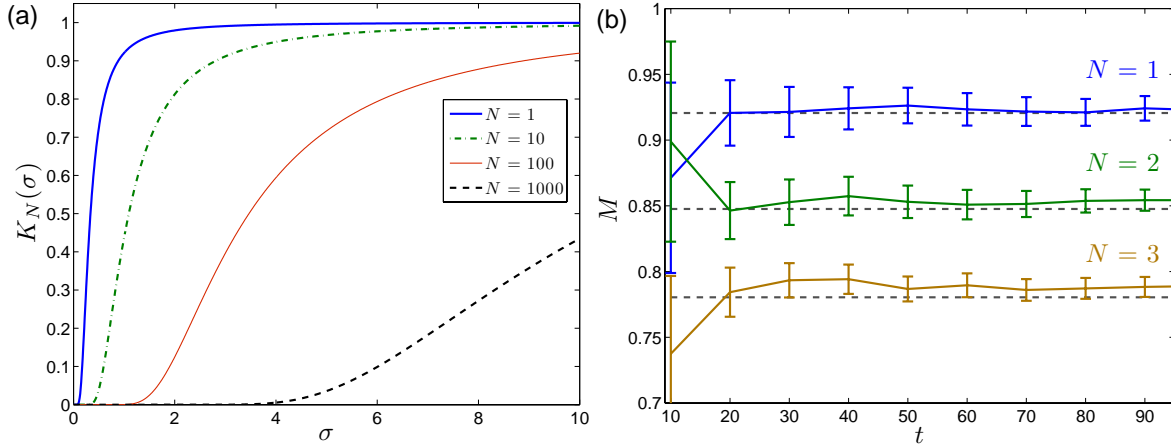 (a)
1
0.9
0.8
0.7
0.6
0.5
0.4
0.3
0.2
0.1
0
K_N(σ)
N = 1
N = 10
N = 100
N = 1000
0 2 4 6 8 10
σ
(b)
1
0.95
0.9
0.85
0.8
0.75
0.7
M
N = 1
N = 2
N = 3
10 20 30 40 50 60 70 80 90
t